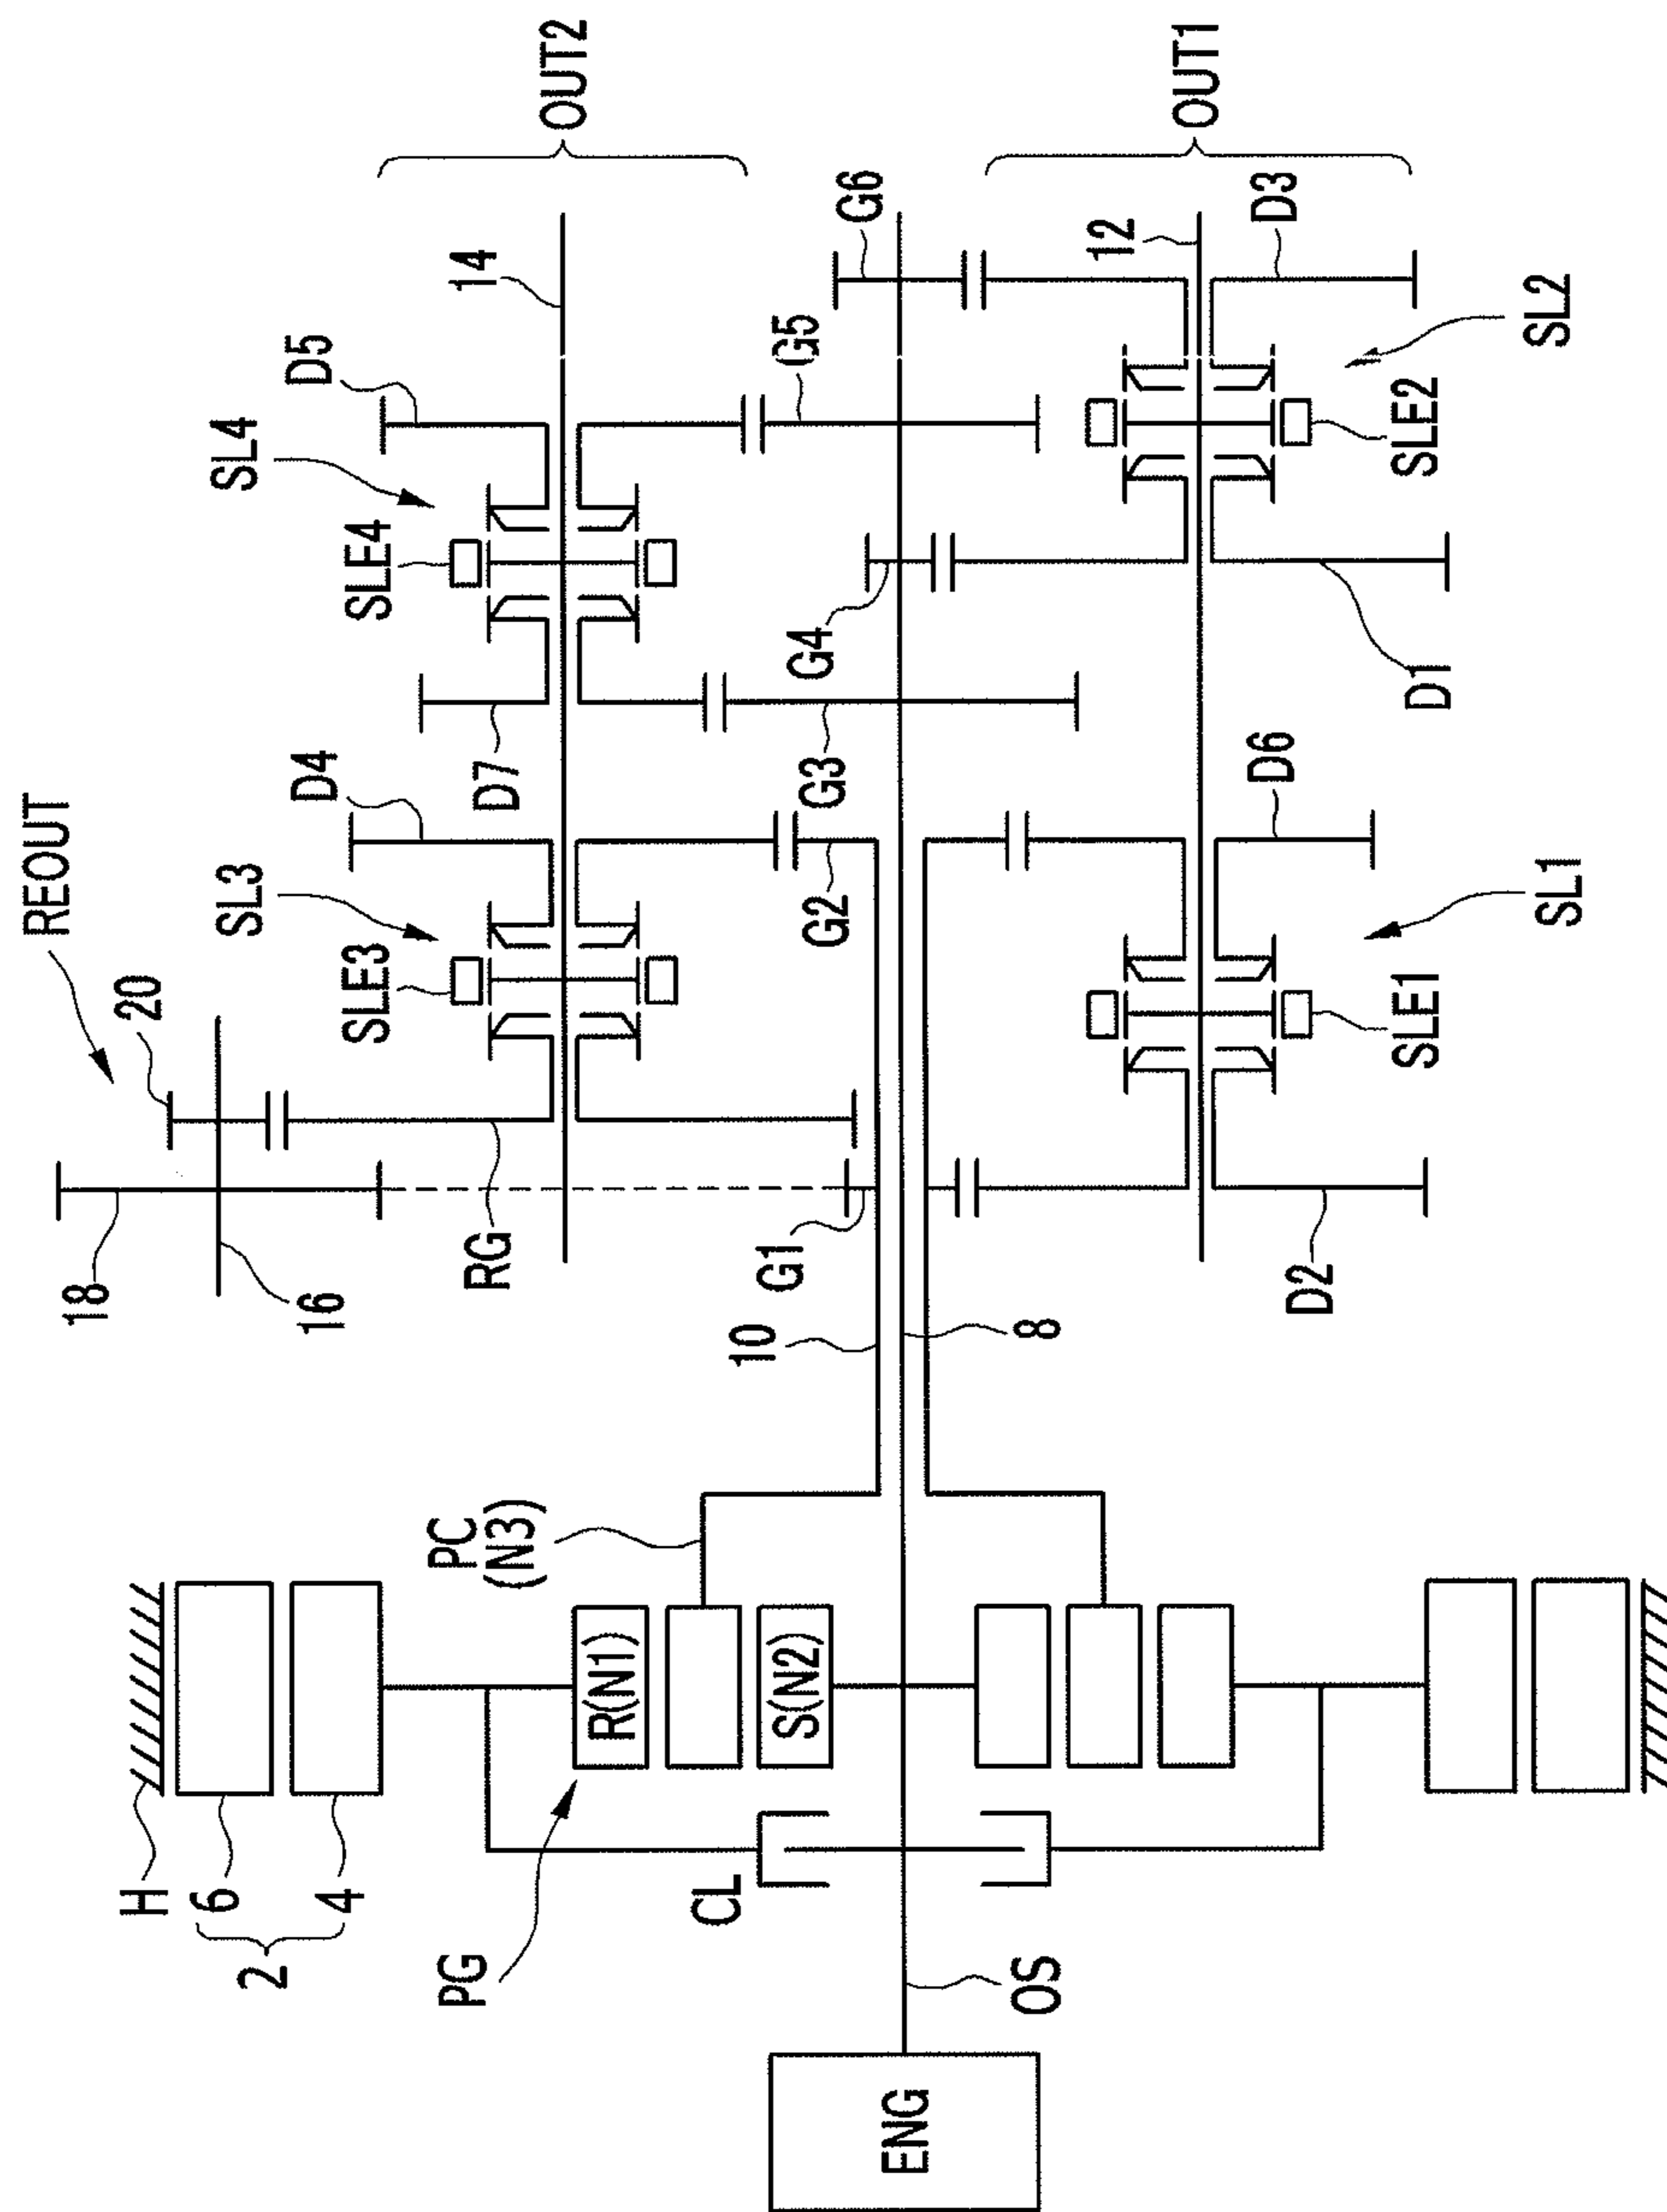 REOUT
20
18
16
RG
SL3
SLE3
D4
D7
SL4
SLE4
D5
14
OUT2
G6
G5
G4
G3
G2
G1
10
8
12
D3
OUT1
SL2
SLE2
D1
D6
SL1
SLE1
D2
PC
(N3)
R(N1)
S(N2)
H
6
4
2
PG
CL
OS
ENG